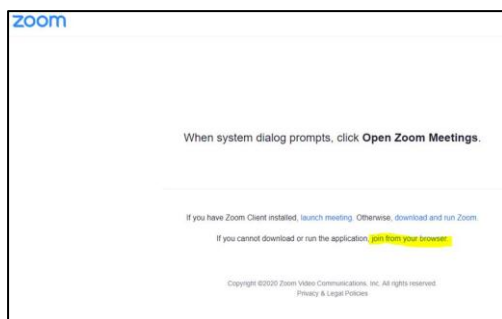 zoom
When system dialog prompts, click Open Zoom Meetings.
If you have Zoom Client installed, launch meeting. Otherwise, download and run Zoom.
If you cannot download or run the application, join from your browser.
Copyright ©2020 Zoom Video Communications, Inc. All rights reserved
Privacy & Legal Policies